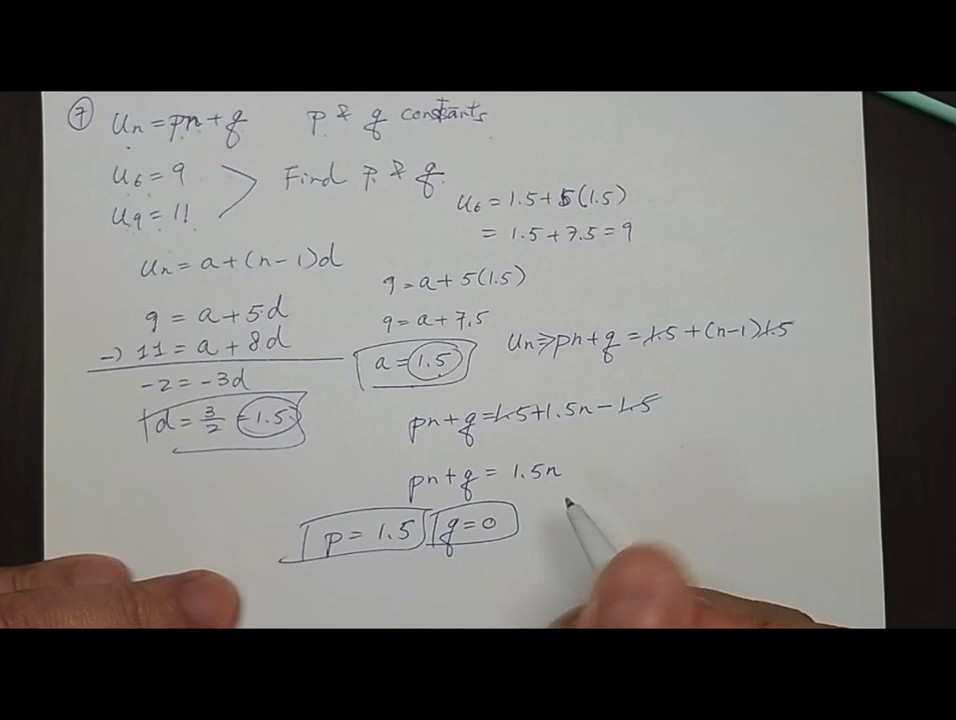 ⑦ Un = pn + q p & q constants
U6 = 9
U9 = 11
Find p & q
Un = a + (n-1)d
9 = a + 5d
-) 11 = a + 8d
-2 = -3d
+d = 3/2 = 1.5
U6 = 1.5 + 5(1.5)
= 1.5 + 7.5 = 9
9 = a + 5(1.5)
9 = a + 7.5
a = 1.5
Un ⇒ pn + q = 1.5 + (n-1)1.5
pn + q = 1.5 + 1.5n - 1.5
pn + q = 1.5n
p = 1.5 q = 0